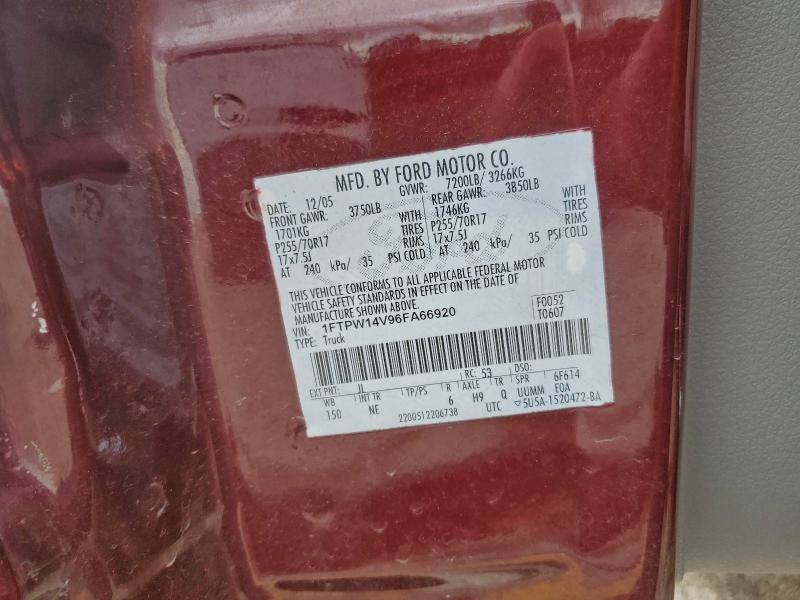 MFD. BY FORD MOTOR CO.
DATE: 12/05 GVWR: 7200LB/ 3266KG
FRONT GAWR: 3750LB REAR GAWR: 3850LB
1701KG WITH 1746KG WITH
P255/70R17 TIRES P255/70R17 TIRES
17x7.5J RIMS 17x7.5J RIMS
AT 240 kPa/ 35 PSI COLD AT 240 kPa/ 35 PSI COLD
THIS VEHICLE CONFORMS TO ALL APPLICABLE FEDERAL MOTOR
VEHICLE SAFETY STANDARDS IN EFFECT ON THE DATE OF
MANUFACTURE SHOWN ABOVE.
VIN: 1FTPW14V96FA66920 F0052
TYPE: Truck T0607
EXT PNT: JL RC: 53 DSO:
WB INT TR TP/PS R AXLE TR SPR 6F614
150 NE 6 H9 Q UUMM EOA
2200512206738 UTC 5U5A-1520472-BA